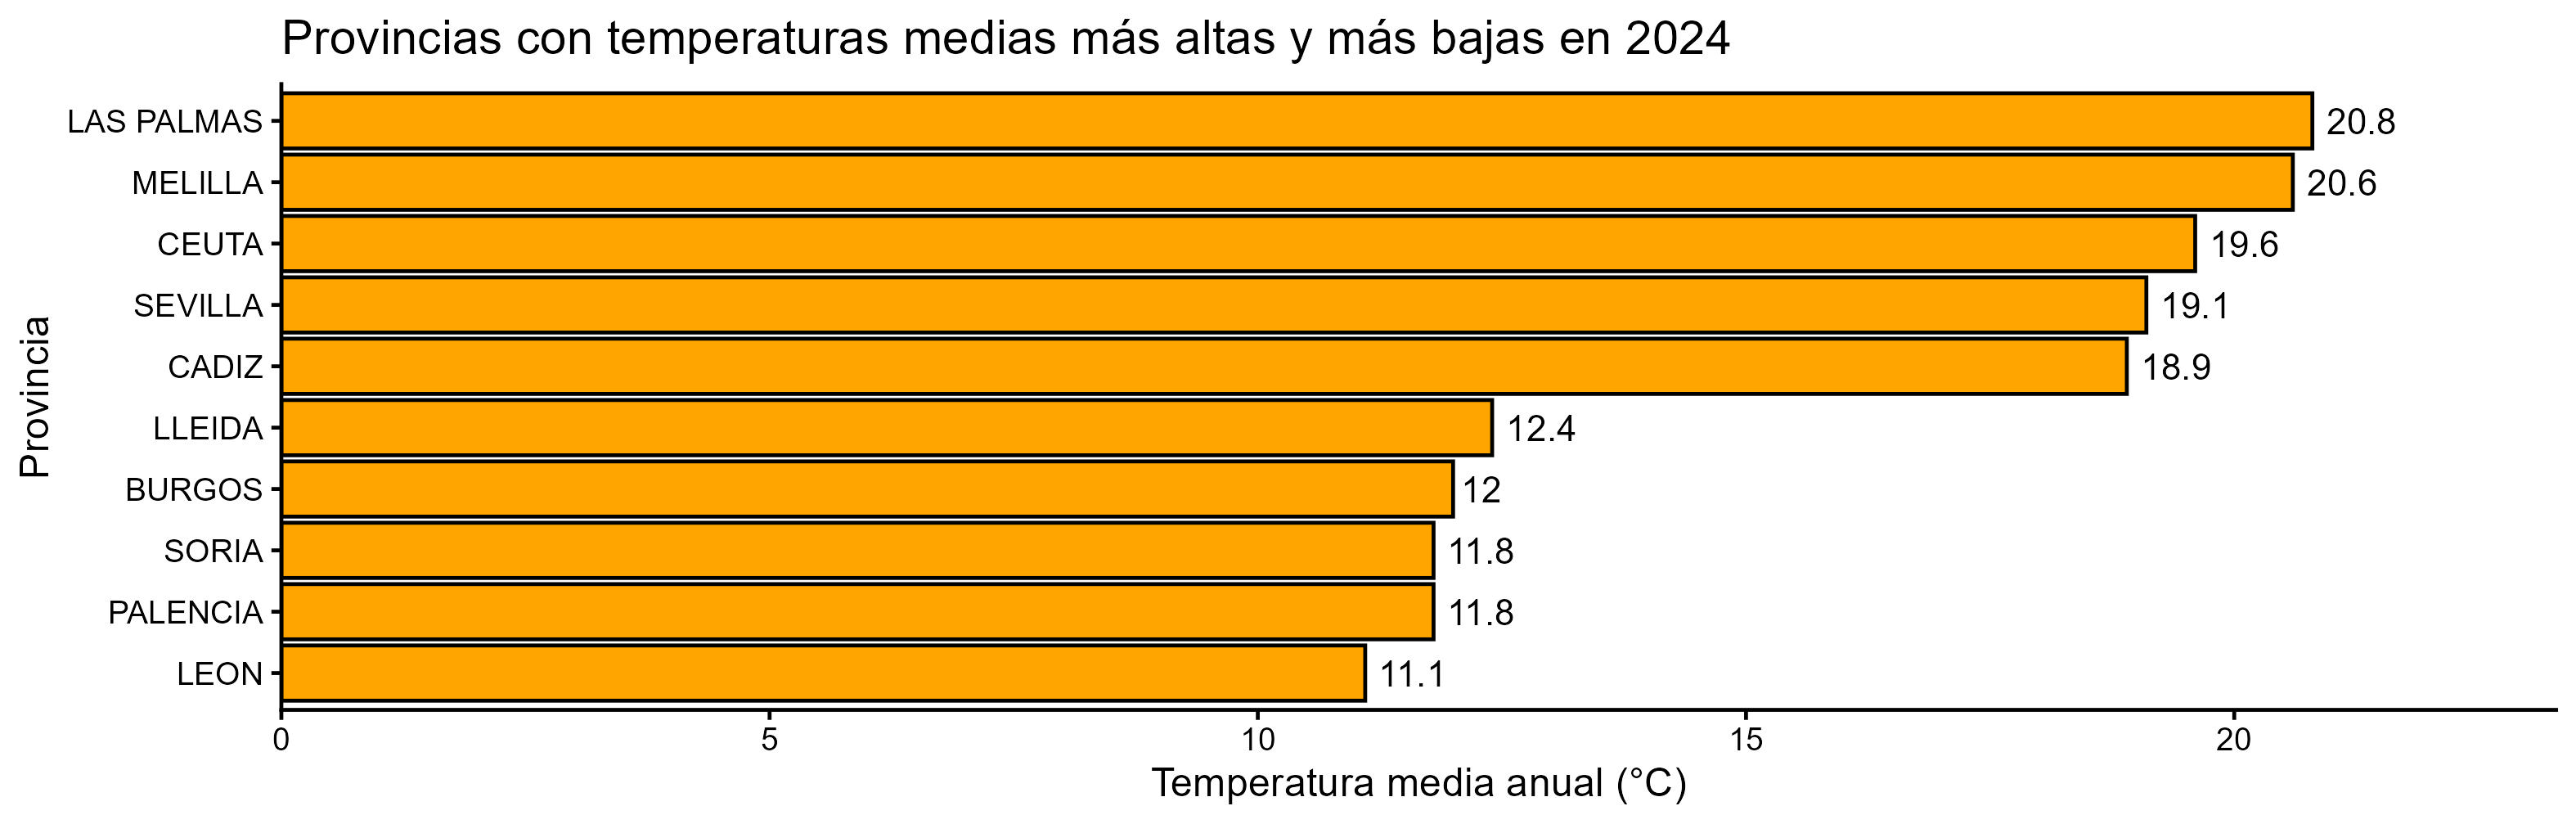 Provincias con temperaturas medias más altas y más bajas en 2024
Provincia
LAS PALMAS 20.8
MELILLA 20.6
CEUTA 19.6
SEVILLA 19.1
CADIZ 18.9
LLEIDA 12.4
BURGOS 12
SORIA 11.8
PALENCIA 11.8
LEON 11.1
0 5 10 15 20
Temperatura media anual (°C)